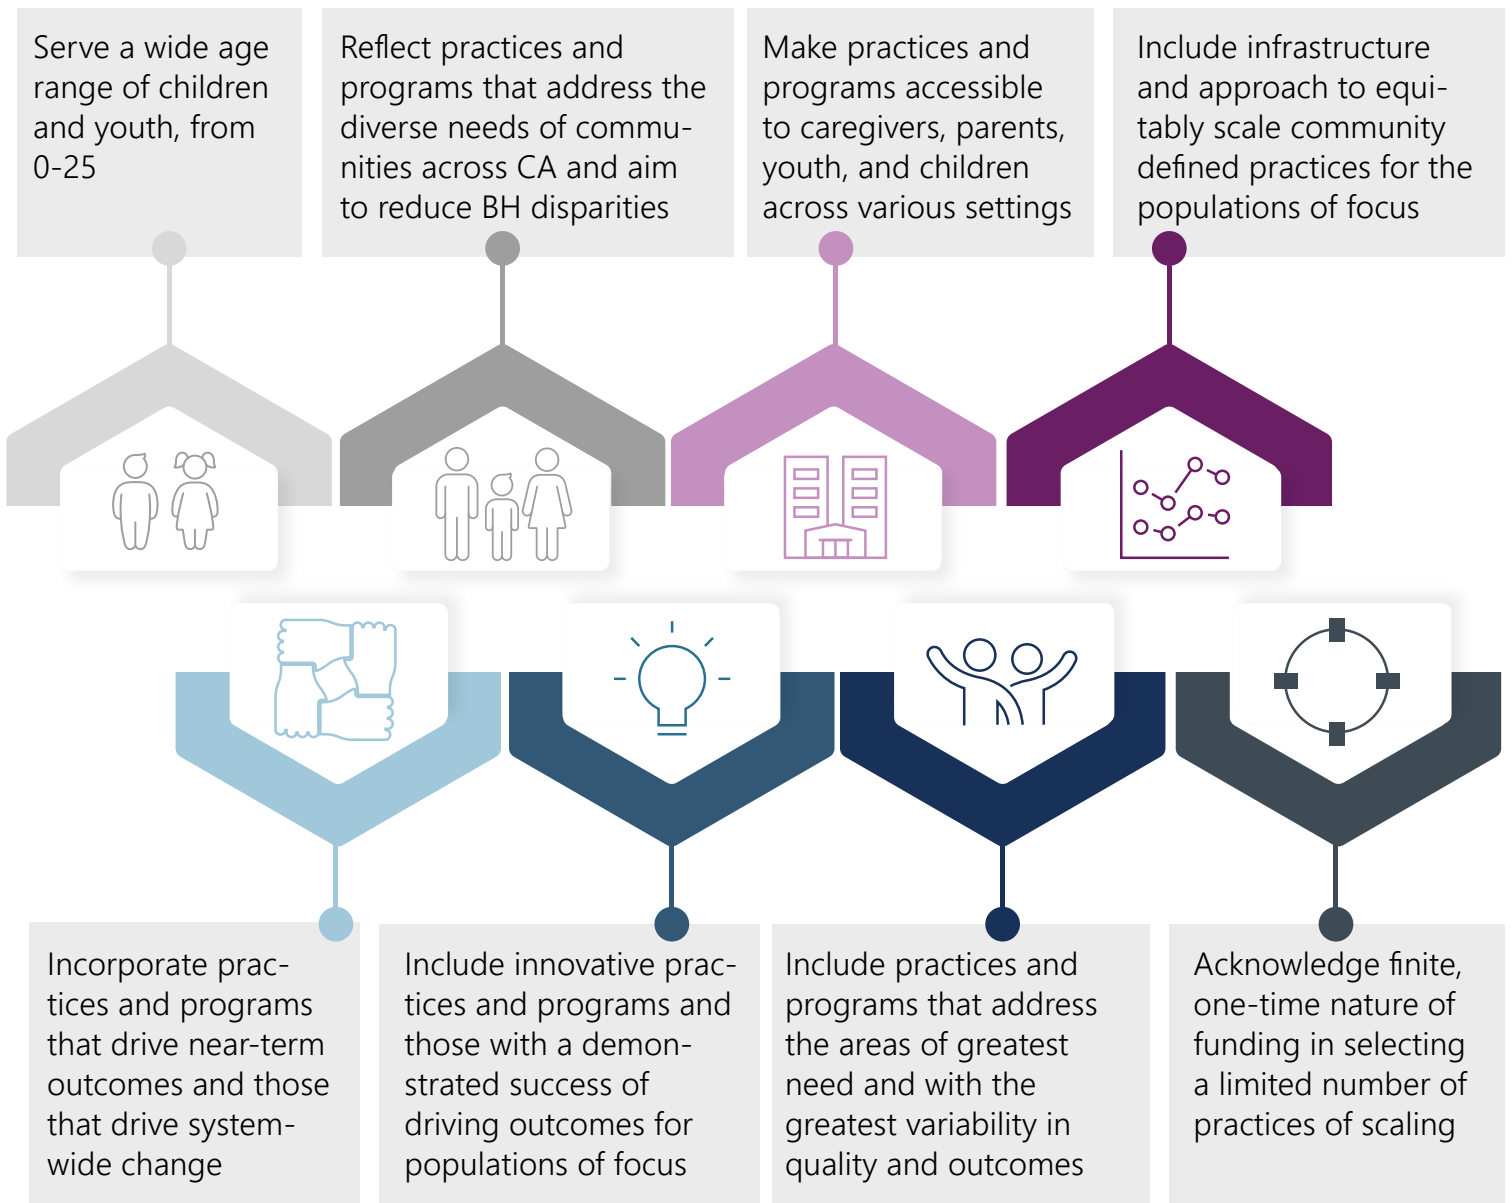 Serve a wide age
range of children
and youth, from
0-25
Reflect practices and
programs that address the
diverse needs of commu-
nities across CA and aim
to reduce BH disparities
Make practices and
programs accessible
to caregivers, parents,
youth, and children
across various settings
Include infrastructure
and approach to equi-
tably scale community
defined practices for the
populations of focus
Incorporate prac-
tices and programs
that drive near-term
outcomes and those
that drive system-
wide change
Include innovative prac-
tices and programs and
those with a demon-
strated success of
driving outcomes for
populations of focus
Include practices and
programs that address
the areas of greatest
need and with the
greatest variability in
quality and outcomes
Acknowledge finite,
one-time nature of
funding in selecting
a limited number of
practices of scaling